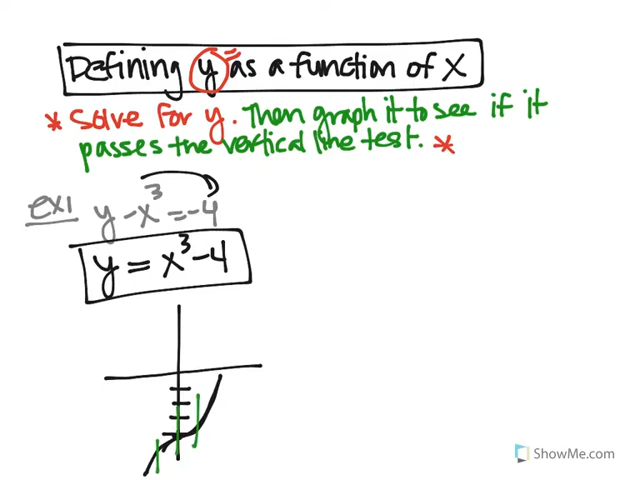 Defining y as a function of x
* Solve for y. Then graph it to see if it
passes the vertical line test. *
ex1 y - x³ = -4
y = x³ - 4
ShowMe.com